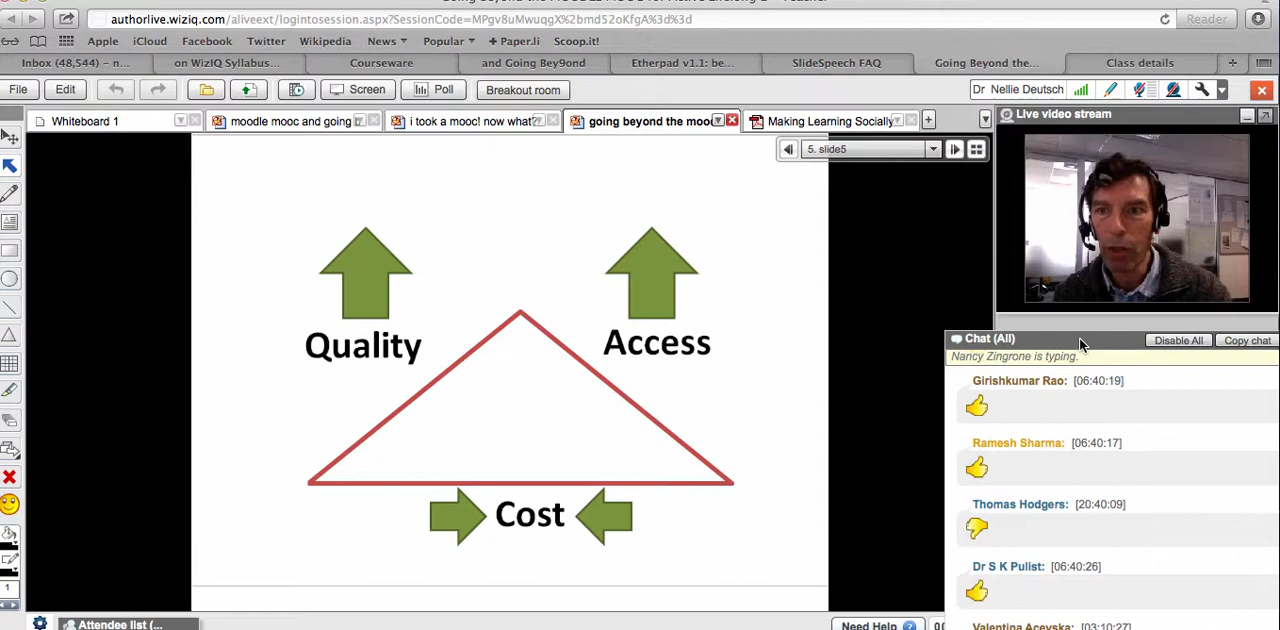 authorlive.wiziq.com/aliveext/logintosession.aspx?SessionCode=MPgv8uMwuqgX%2bmd52oKfgA%3d%3d
Reader
Apple iCloud Facebook Twitter Wikipedia News Popular + Paper.li Scoop.it!
Inbox (48,544) – n... on WizIQ Syllabus... Courseware and Going Bey9ond Etherpad v1.1: be... SlideSpeech FAQ Going Beyond the... Class details
File Edit Screen Poll Breakout room Dr Nellie Deutsch
Whiteboard 1 moodle mooc and going i took a mooc! now what? going beyond the mooc Making Learning Socially
Live video stream
5. slide5
Quality
Access
Cost
Chat (All) Disable All Copy chat
Nancy Zingrone is typing.
Girishkumar Rao: [06:40:19]
Ramesh Sharma: [06:40:17]
Thomas Hodgers: [20:40:09]
Dr S K Pulist: [06:40:26]
Valentina Acevska: [03:10:27]
1
Attendee list (...
Need Help ?